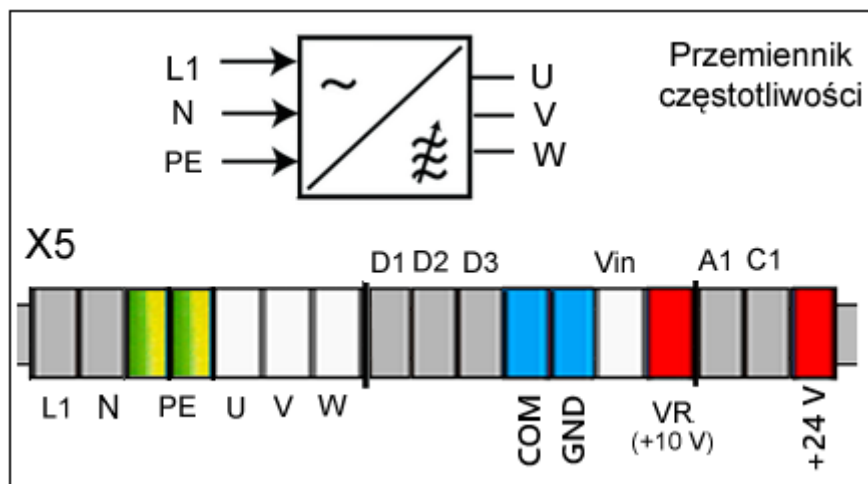 Przemiennik
częstotliwości
L1
N
PE
U
V
W
X5
D1 D2 D3 Vin A1 C1
L1 N PE U V W COM GND VR +24 V
(+10 V)